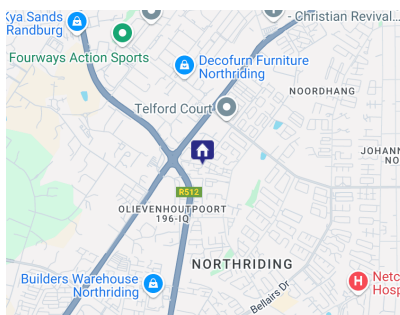 Kya Sands
Randburg
- Christian Revival...
Fourways Action Sports
Decofurn Furniture
Northriding
NOORDHANG
Telford Court
JOHANN
NO
R512
OLIEVENHOUTPOORT
196-IQ
NORTHRIDING
Builders Warehouse
Northriding
Netc
Hosp
Bellairs Dr